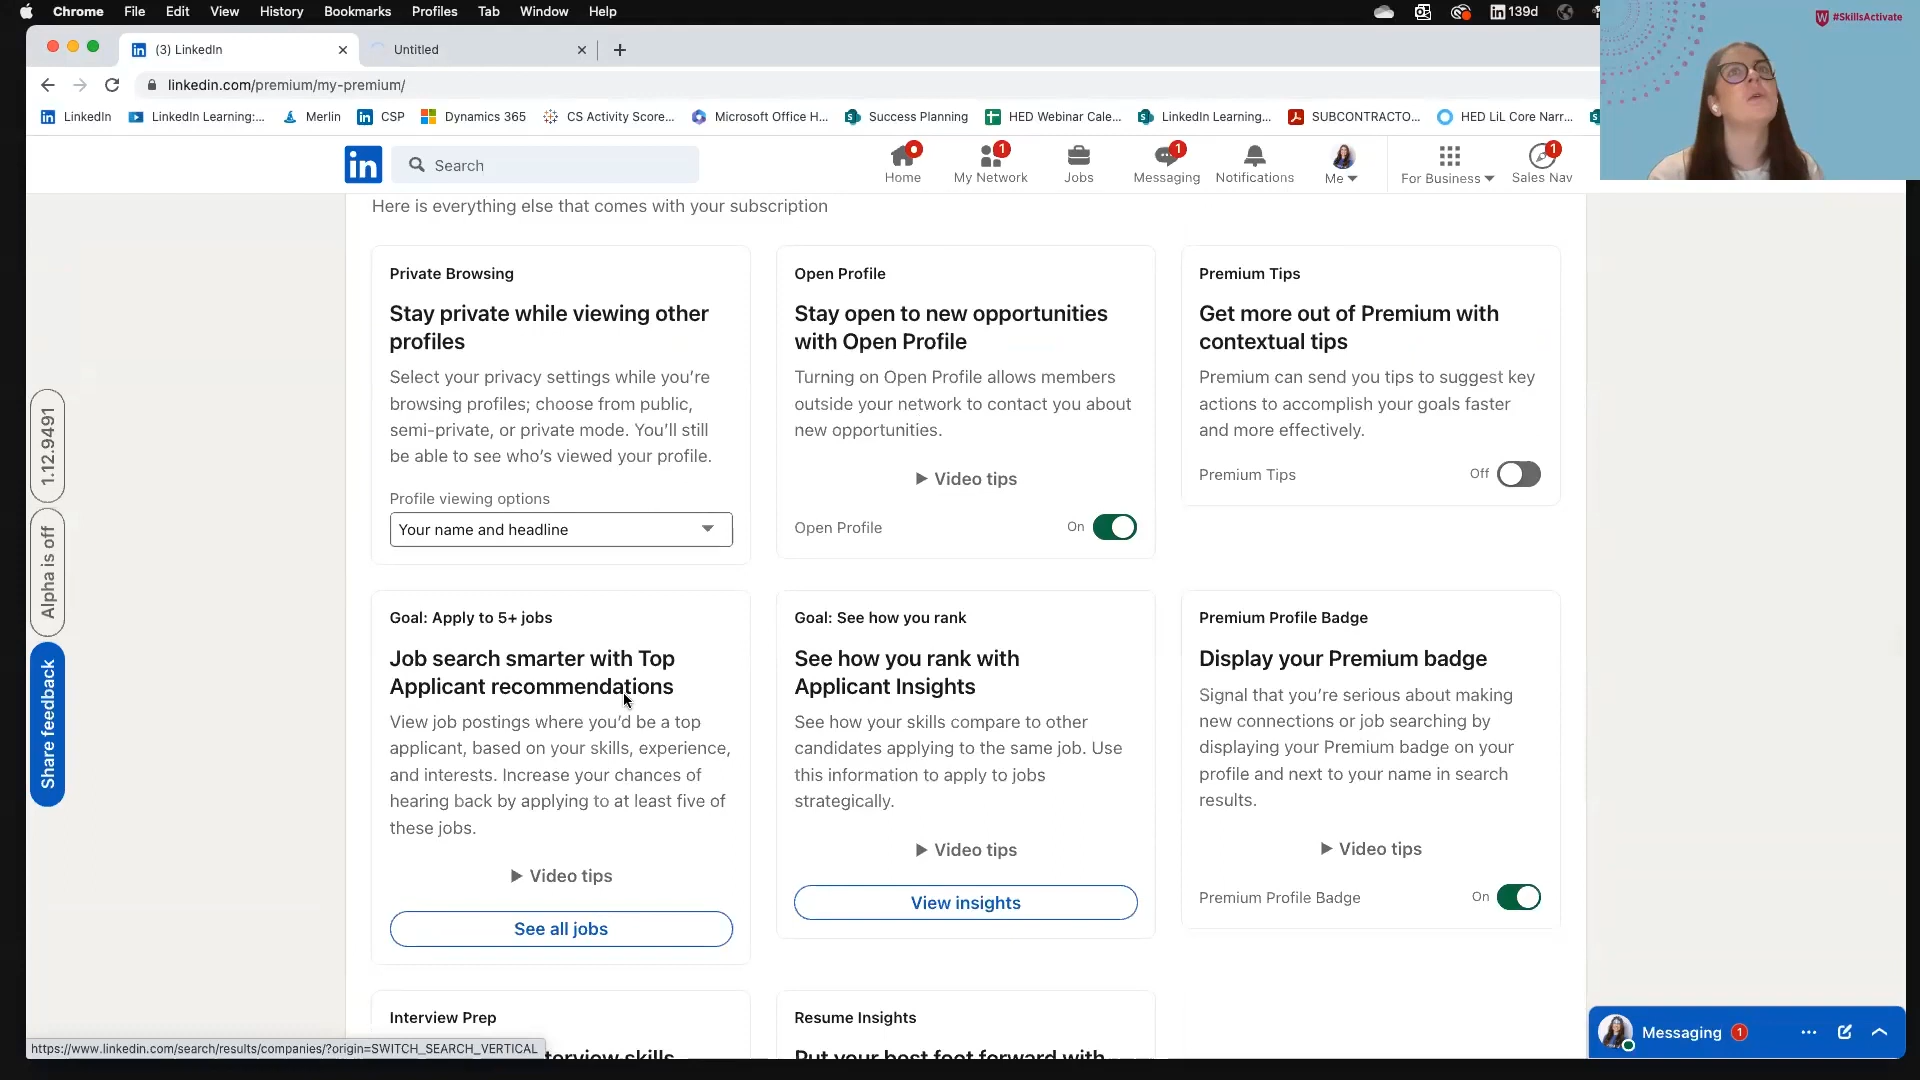 Chrome File Edit View History Bookmarks Profiles Tab Window Help 139d
#SkillsActivate
(3) LinkedIn
Untitled
linkedin.com/premium/my-premium/
LinkedIn
LinkedIn Learning:...
Merlin
CSP
Dynamics 365
CS Activity Score...
Microsoft Office H...
Success Planning
HED Webinar Cale...
LinkedIn Learning...
SUBCONTRACTO...
HED LiL Core Narr...
in
Search
Home
1
My Network
Jobs
1
Messaging
Notifications
Me
For Business
1
Sales Nav
Here is everything else that comes with your subscription
Private Browsing
Stay private while viewing other
profiles
Select your privacy settings while you're
browsing profiles; choose from public,
semi-private, or private mode. You'll still
be able to see who's viewed your profile.
Profile viewing options
Your name and headline
Open Profile
Stay open to new opportunities
with Open Profile
Turning on Open Profile allows members
outside your network to contact you about
new opportunities.
Video tips
Open Profile On
Premium Tips
Get more out of Premium with
contextual tips
Premium can send you tips to suggest key
actions to accomplish your goals faster
and more effectively.
Premium Tips Off
1.12.9491
Alpha is off
Share feedback
Goal: Apply to 5+ jobs
Job search smarter with Top
Applicant recommendations
View job postings where you'd be a top
applicant, based on your skills, experience,
and interests. Increase your chances of
hearing back by applying to at least five of
these jobs.
Video tips
See all jobs
Goal: See how you rank
See how you rank with
Applicant Insights
See how your skills compare to other
candidates applying to the same job. Use
this information to apply to jobs
strategically.
Video tips
View insights
Premium Profile Badge
Display your Premium badge
Signal that you're serious about making
new connections or job searching by
displaying your Premium badge on your
profile and next to your name in search
results.
Video tips
Premium Profile Badge On
Interview Prep
skills
Resume Insights
Put your best foot forward with
https://www.linkedin.com/search/results/companies/?origin=SWITCH_SEARCH_VERTICAL
Messaging 1